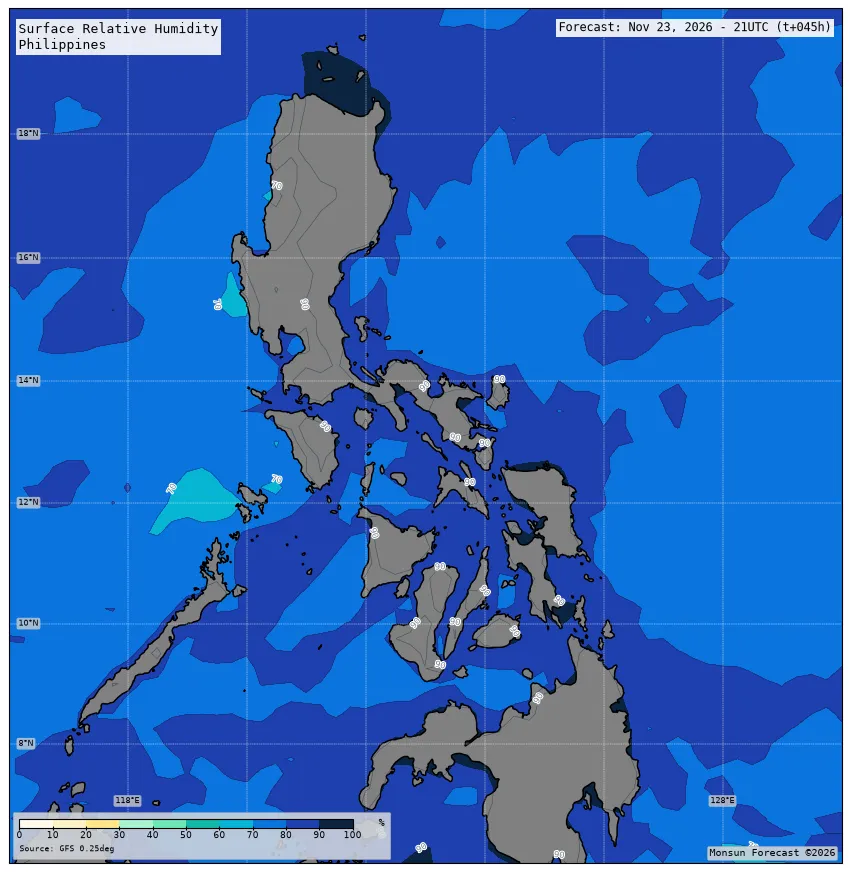 Surface Relative Humidity
Philippines
Forecast: Nov 23, 2026 - 21UTC (t+045h)
18°N
70
16°N
70
90
14°N
90
90
90
90
90
70
90
70
12°N
90
90
90
90
10°N
90
90
90
90
90
8°N
118°E
128°E
%
0 10 20 30 40 50 60 70 80 90 100
Source: GFS 0.25deg
90
90
Monsun Forecast ©2026